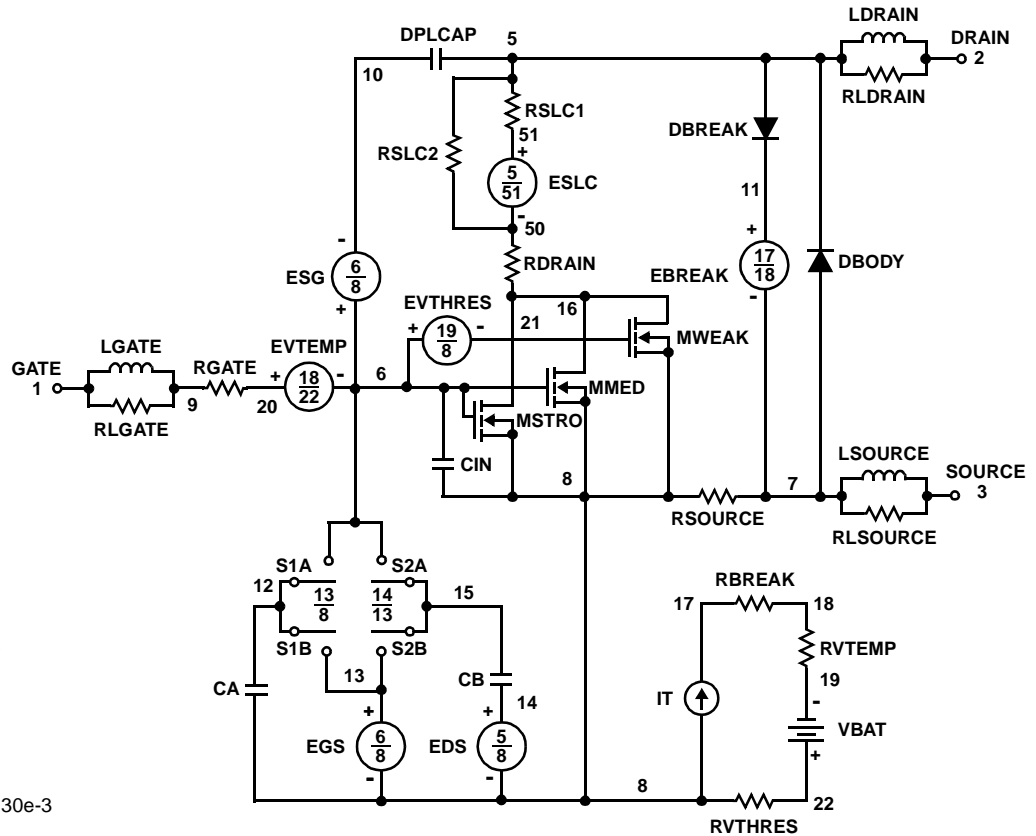 LDRAIN
DPLCAP 5 DRAIN
10 2
RLDRAIN
RSLC1
DBREAK
51
RSLC2 +
5
51 ESLC
11
-
50
- +
RDRAIN 17
18
6
8 ESG EBREAK DBODY
EVTHRES 16 -
+ 21
+ 19
8 -
MWEAK
LGATE EVTEMP
GATE RGATE
1 + 18
22 - 6 MMED
9 20
RLGATE MSTRO
LSOURCE
CIN 8 7 SOURCE
3
RSOURCE
RLSOURCE
S1A S2A
12 RBREAK
13
8 14
13 15 17 18
S1B S2B RVTEMP
13 CB 19
CA IT -
14
+ + VBAT
EGS 6
8 EDS 5
8 +
- - 8 22
30e-3
RVTHRES